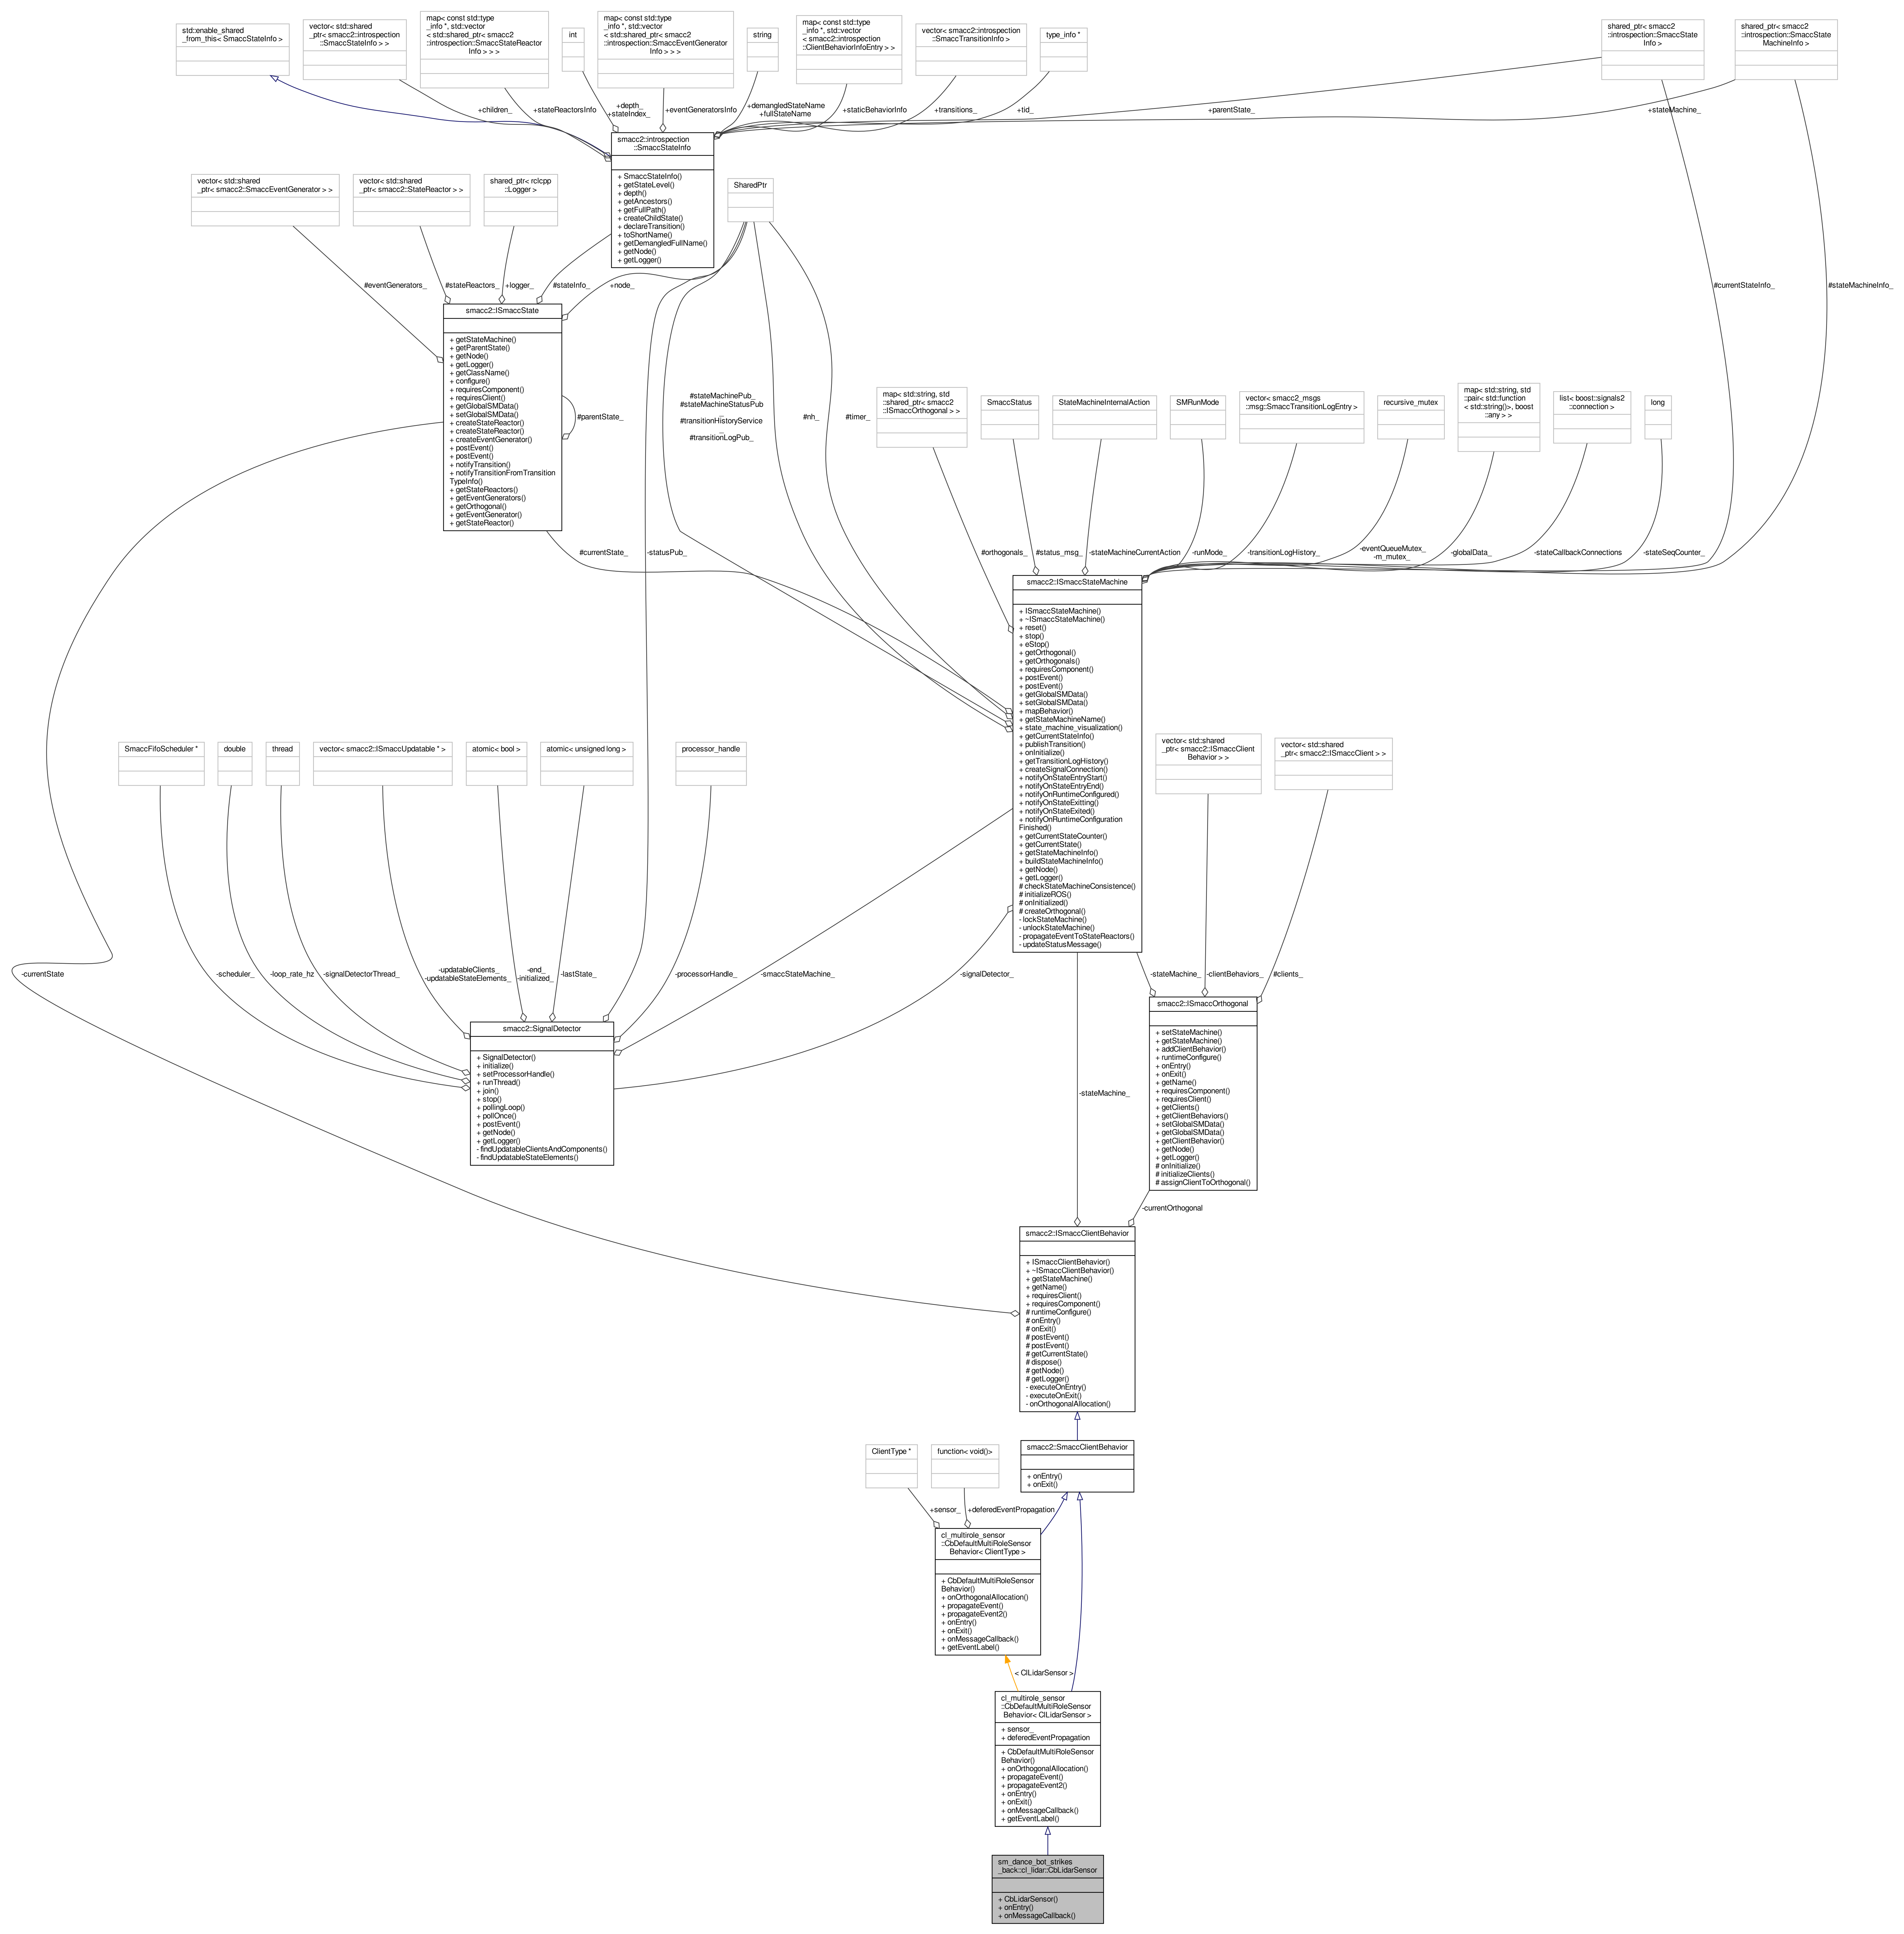 std::enable_shared
_from_this< SmaccStateInfo >
vector< std::shared
_ptr< smacc2::introspection
::SmaccStateInfo > >
map< const std::type
_info *, std::vector
< std::shared_ptr< smacc2
::introspection::SmaccStateReactor
Info > > >
int
map< const std::type
_info *, std::vector
< std::shared_ptr< smacc2
::introspection::SmaccEventGenerator
Info > > >
string
map< const std::type
_info *, std::vector
< smacc2::introspection
::ClientBehaviorInfoEntry > >
vector< smacc2::introspection
::SmaccTransitionInfo >
type_info *
shared_ptr< smacc2
::introspection::SmaccState
Info >
shared_ptr< smacc2
::introspection::SmaccState
MachineInfo >
+children_
+stateReactorsInfo
+depth_
+stateIndex_
+eventGeneratorsInfo
+demangledStateName
+fullStateName
+staticBehaviorInfo
+transitions_
+tid_
+parentState_
+stateMachine_
smacc2::introspection
::SmaccStateInfo
+ SmaccStateInfo()
+ getStateLevel()
+ depth()
+ getAncestors()
+ getFullPath()
+ createChildState()
+ declareTransition()
+ toShortName()
+ getDemangledFullName()
+ getNode()
+ getLogger()
vector< std::shared
_ptr< smacc2::SmaccEventGenerator > >
vector< std::shared
_ptr< smacc2::StateReactor > >
shared_ptr< rclcpp
::Logger >
SharedPtr
#eventGenerators_
#stateReactors_
+logger_
#stateInfo_
+node_
#currentStateInfo_
#stateMachineInfo_
smacc2::ISmaccState
+ getStateMachine()
+ getParentState()
+ getNode()
+ getLogger()
+ getClassName()
+ configure()
+ requiresComponent()
+ requiresClient()
+ getGlobalSMData()
+ setGlobalSMData()
+ createStateReactor()
+ createStateReactor()
+ createEventGenerator()
+ postEvent()
+ postEvent()
+ notifyTransition()
+ notifyTransitionFromTransition
TypeInfo()
+ getStateReactors()
+ getEventGenerators()
+ getOrthogonal()
+ getEventGenerator()
+ getStateReactor()
#parentState_
#stateMachinePub_
#stateMachineStatusPub
_
#transitionHistoryService
_
#transitionLogPub_
#nh_
#timer_
map< std::string, std
::shared_ptr< smacc2
::ISmaccOrthogonal > >
SmaccStatus
StateMachineInternalAction
SMRunMode
vector< smacc2_msgs
::msg::SmaccTransitionLogEntry >
recursive_mutex
map< std::string, std
::pair< std::function
< std::string()>, boost
::any > >
list< boost::signals2
::connection >
long
#currentState_
-statusPub_
#orthogonals_
#status_msg_
-stateMachineCurrentAction
-runMode_
-transitionLogHistory_
-eventQueueMutex_
-m_mutex_
-globalData_
-stateCallbackConnections
-stateSeqCounter_
smacc2::ISmaccStateMachine
+ ISmaccStateMachine()
+ ~ISmaccStateMachine()
+ reset()
+ stop()
+ eStop()
+ getOrthogonal()
+ getOrthogonals()
+ requiresComponent()
+ postEvent()
+ postEvent()
+ getGlobalSMData()
+ setGlobalSMData()
+ mapBehavior()
+ getStateMachineName()
+ state_machine_visualization()
+ getCurrentStateInfo()
+ publishTransition()
+ onInitialize()
+ getTransitionLogHistory()
+ createSignalConnection()
+ notifyOnStateEntryStart()
+ notifyOnStateEntryEnd()
+ notifyOnRuntimeConfigured()
+ notifyOnStateExitting()
+ notifyOnStateExited()
+ notifyOnRuntimeConfiguration
Finished()
+ getCurrentStateCounter()
+ getCurrentState()
+ getStateMachineInfo()
+ buildStateMachineInfo()
+ getNode()
+ getLogger()
# checkStateMachineConsistence()
# initializeROS()
# onInitialized()
# createOrthogonal()
- lockStateMachine()
- unlockStateMachine()
- propagateEventToStateReactors()
- updateStatusMessage()
SmaccFifoScheduler *
double
thread
vector< smacc2::ISmaccUpdatable * >
atomic< bool >
atomic< unsigned long >
processor_handle
vector< std::shared
_ptr< smacc2::ISmaccClient
Behavior > >
vector< std::shared
_ptr< smacc2::ISmaccClient > >
-currentState
-scheduler_
-loop_rate_hz
-signalDetectorThread_
-updatableClients_
-updatableStateElements_
-end_
-initialized_
-lastState_
-processorHandle_
-smaccStateMachine_
-signalDetector_
-stateMachine_
-clientBehaviors_
#clients_
smacc2::SignalDetector
+ SignalDetector()
+ initialize()
+ setProcessorHandle()
+ runThread()
+ join()
+ stop()
+ pollingLoop()
+ pollOnce()
+ postEvent()
+ getNode()
+ getLogger()
- findUpdatableClientsAndComponents()
- findUpdatableStateElements()
smacc2::ISmaccOrthogonal
+ setStateMachine()
+ getStateMachine()
+ addClientBehavior()
+ runtimeConfigure()
+ onEntry()
+ onExit()
+ getName()
+ requiresComponent()
+ requiresClient()
+ getClients()
+ getClientBehaviors()
+ setGlobalSMData()
+ getGlobalSMData()
+ getClientBehavior()
+ getNode()
+ getLogger()
# onInitialize()
# initializeClients()
# assignClientToOrthogonal()
-stateMachine_
-currentOrthogonal
smacc2::ISmaccClientBehavior
+ ISmaccClientBehavior()
+ ~ISmaccClientBehavior()
+ getStateMachine()
+ getName()
+ requiresClient()
+ requiresComponent()
# runtimeConfigure()
# onEntry()
# onExit()
# postEvent()
# postEvent()
# getCurrentState()
# dispose()
# getNode()
# getLogger()
- executeOnEntry()
- executeOnExit()
- onOrthogonalAllocation()
ClientType *
function< void()>
smacc2::SmaccClientBehavior
+ onEntry()
+ onExit()
+sensor_
+deferedEventPropagation
cl_multirole_sensor
::CbDefaultMultiRoleSensor
Behavior< ClientType >
+ CbDefaultMultiRoleSensor
Behavior()
+ onOrthogonalAllocation()
+ propagateEvent()
+ propagateEvent2()
+ onEntry()
+ onExit()
+ onMessageCallback()
+ getEventLabel()
< ClLidarSensor >
cl_multirole_sensor
::CbDefaultMultiRoleSensor
Behavior< ClLidarSensor >
+ sensor_
+ deferedEventPropagation
+ CbDefaultMultiRoleSensor
Behavior()
+ onOrthogonalAllocation()
+ propagateEvent()
+ propagateEvent2()
+ onEntry()
+ onExit()
+ onMessageCallback()
+ getEventLabel()
sm_dance_bot_strikes
_back::cl_lidar::CbLidarSensor
+ CbLidarSensor()
+ onEntry()
+ onMessageCallback()